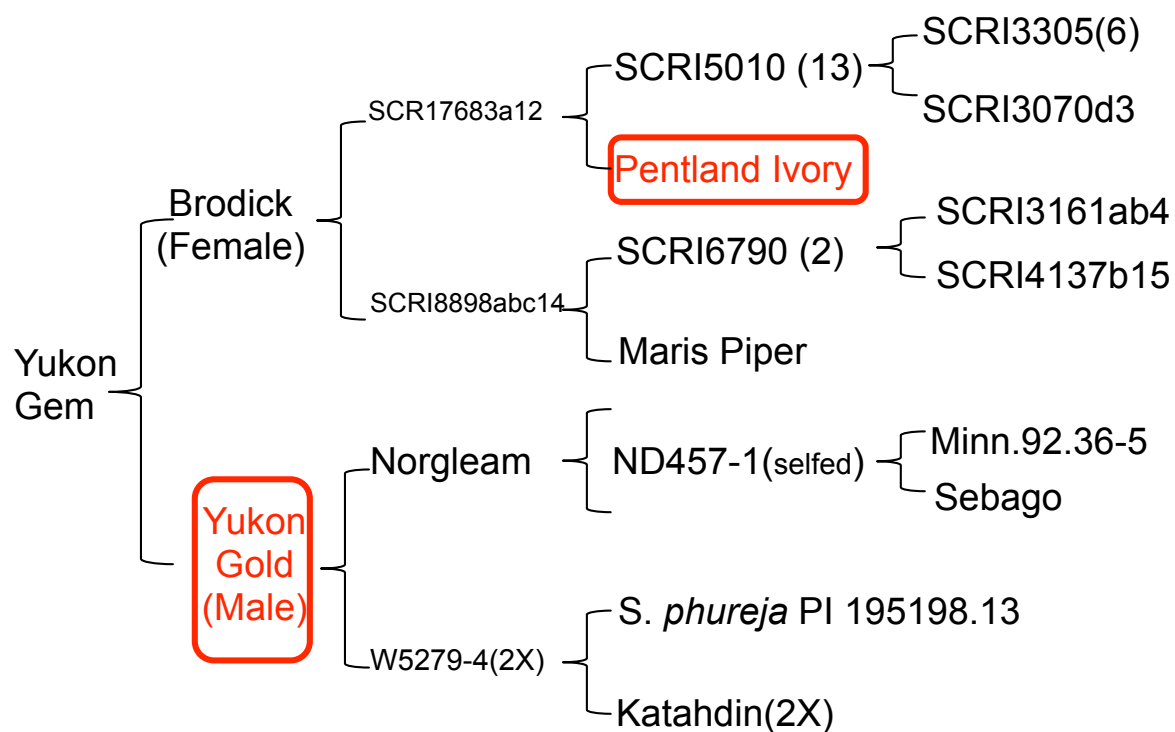 SCRI3305(6)
SCRI5010 (13)
SCR17683a12
SCRI3070d3
Pentland Ivory
Brodick
(Female)
SCRI3161ab4
SCRI6790 (2)
SCRI4137b15
SCRI8898abc14
Maris Piper
Yukon
Gem
Norgleam
ND457-1(selfed)
Minn.92.36-5
Sebago
Yukon
Gold
(Male)
S. phureja PI 195198.13
W5279-4(2X)
Katahdin(2X)